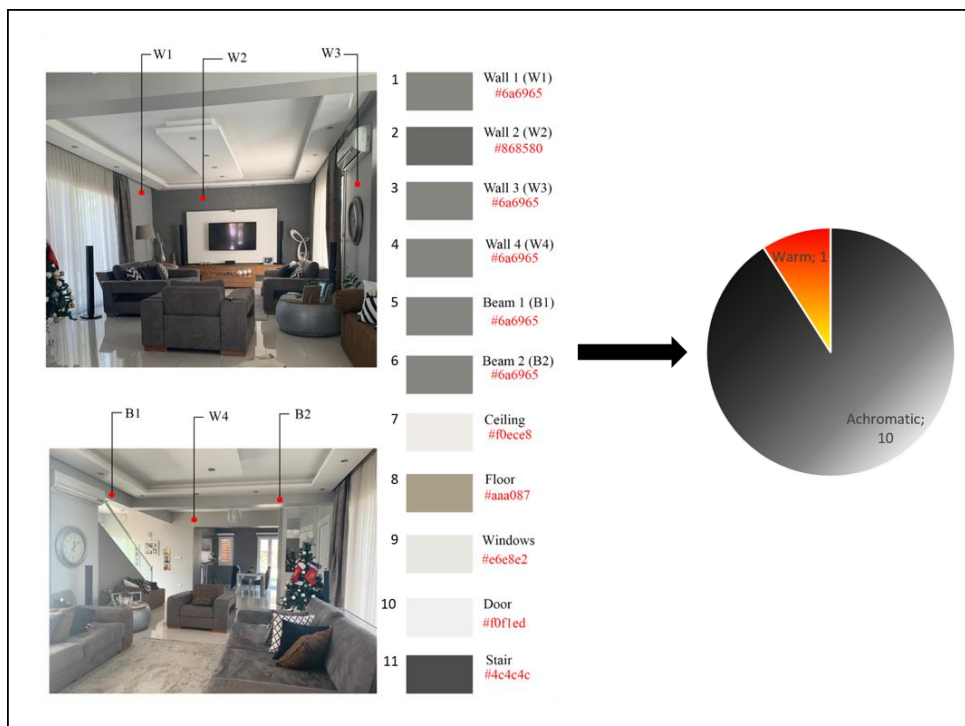 W1
W2
W3
1
Wall 1 (W1)
#6a6965
2
Wall 2 (W2)
#868580
3
Wall 3 (W3)
#6a6965
4
Wall 4 (W4)
#6a6965
5
Beam 1 (B1)
#6a6965
6
Beam 2 (B2)
#6a6965
B1
W4
B2
7
Ceiling
#f0ece8
8
Floor
#aaa087
9
Windows
#e6e8e2
10
Door
#f0f1ed
11
Stair
#4c4c4c
Warm; 1
Achromatic;
10